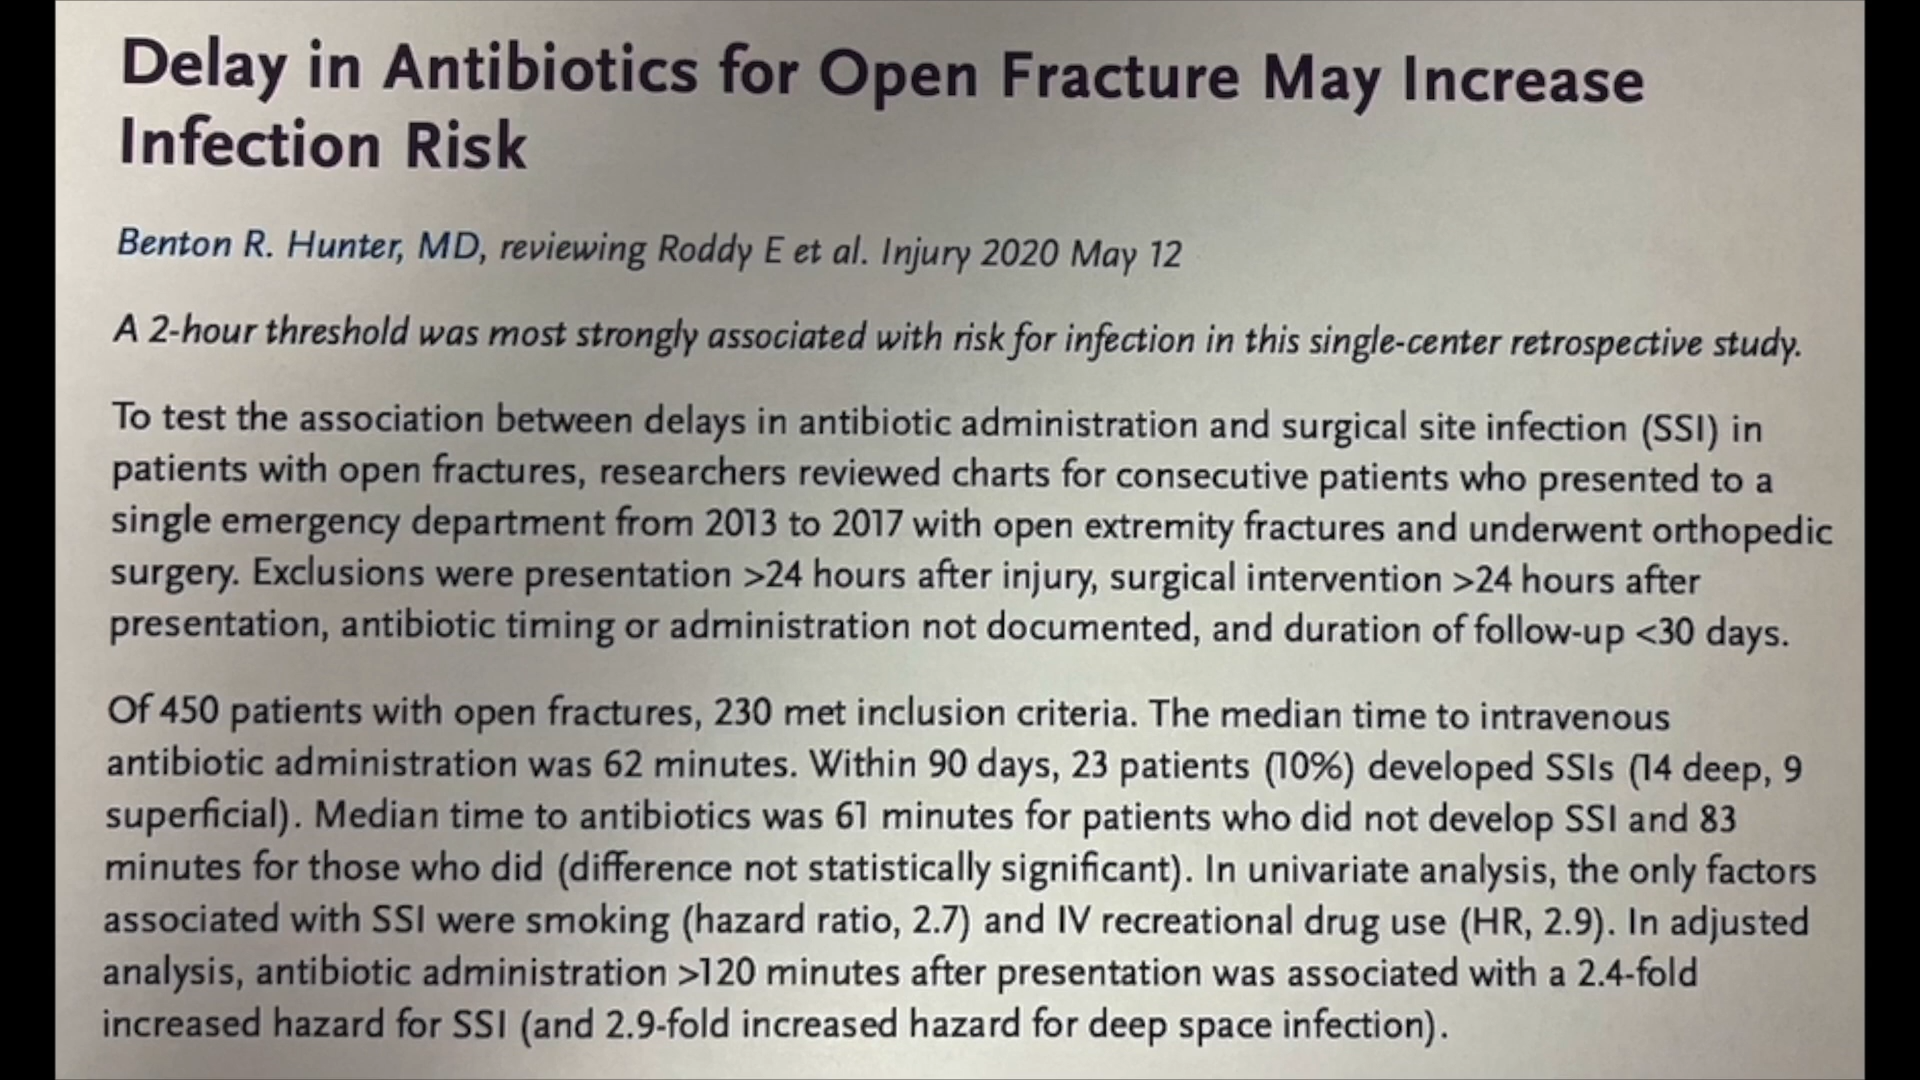 Delay in Antibiotics for Open Fracture May Increase
Infection Risk
Benton R. Hunter, MD, reviewing Roddy E et al. Injury 2020 May 12
A 2-hour threshold was most strongly associated with risk for infection in this single-center retrospective study.
To test the association between delays in antibiotic administration and surgical site infection (SSI) in
patients with open fractures, researchers reviewed charts for consecutive patients who presented to a
single emergency department from 2013 to 2017 with open extremity fractures and underwent orthopedic
surgery. Exclusions were presentation >24 hours after injury, surgical intervention >24 hours after
presentation, antibiotic timing or administration not documented, and duration of follow-up <30 days.
Of 450 patients with open fractures, 230 met inclusion criteria. The median time to intravenous
antibiotic administration was 62 minutes. Within 90 days, 23 patients (10%) developed SSIs (14 deep, 9
superficial). Median time to antibiotics was 61 minutes for patients who did not develop SSI and 83
minutes for those who did (difference not statistically significant). In univariate analysis, the only factors
associated with SSI were smoking (hazard ratio, 2.7) and IV recreational drug use (HR, 2.9). In adjusted
analysis, antibiotic administration >120 minutes after presentation was associated with a 2.4-fold
increased hazard for SSI (and 2.9-fold increased hazard for deep space infection).